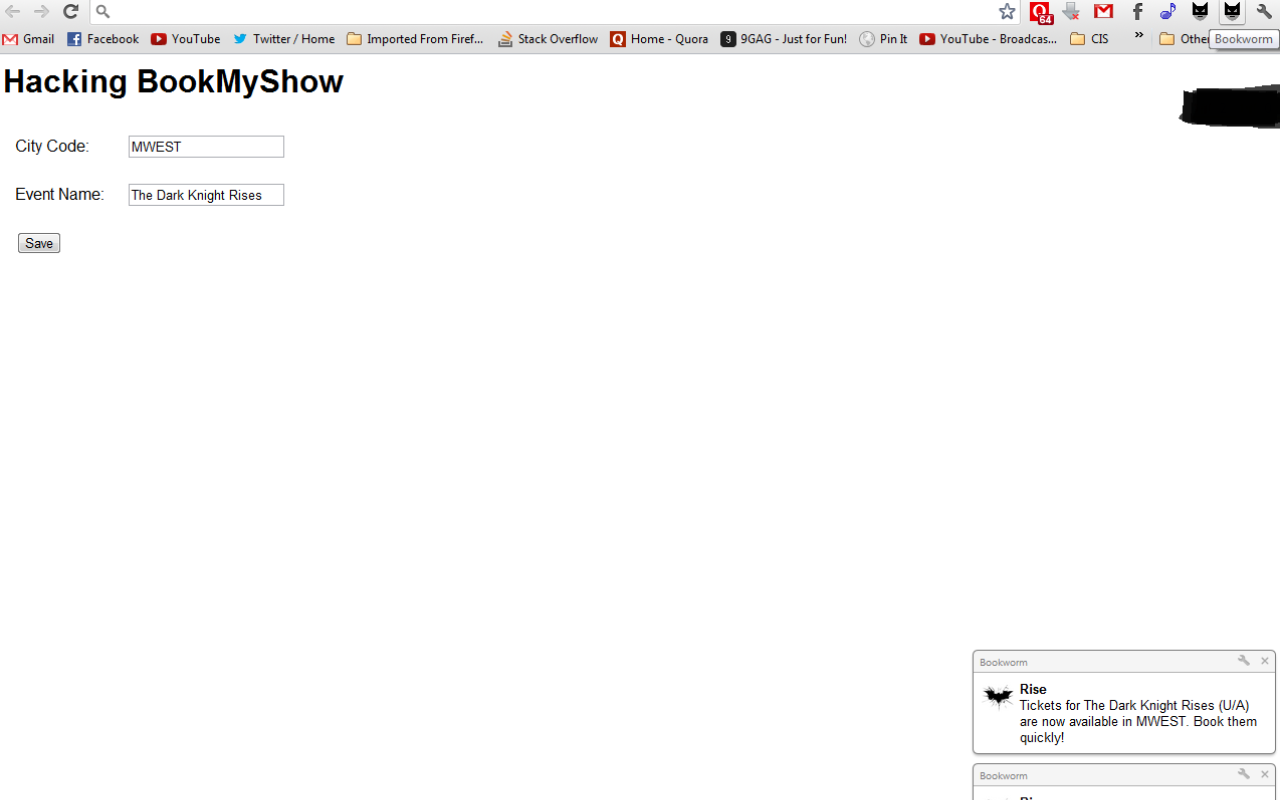 64
Gmail Facebook YouTube Twitter / Home Imported From Firef... Stack Overflow Home - Quora 9GAG - Just for Fun! Pin It YouTube - Broadcas... CIS » Other Bookworm
Hacking BookMyShow
City Code: MWEST
Event Name: The Dark Knight Rises
Save
Bookworm
Rise
Tickets for The Dark Knight Rises (U/A)
are now available in MWEST. Book them
quickly!
Bookworm